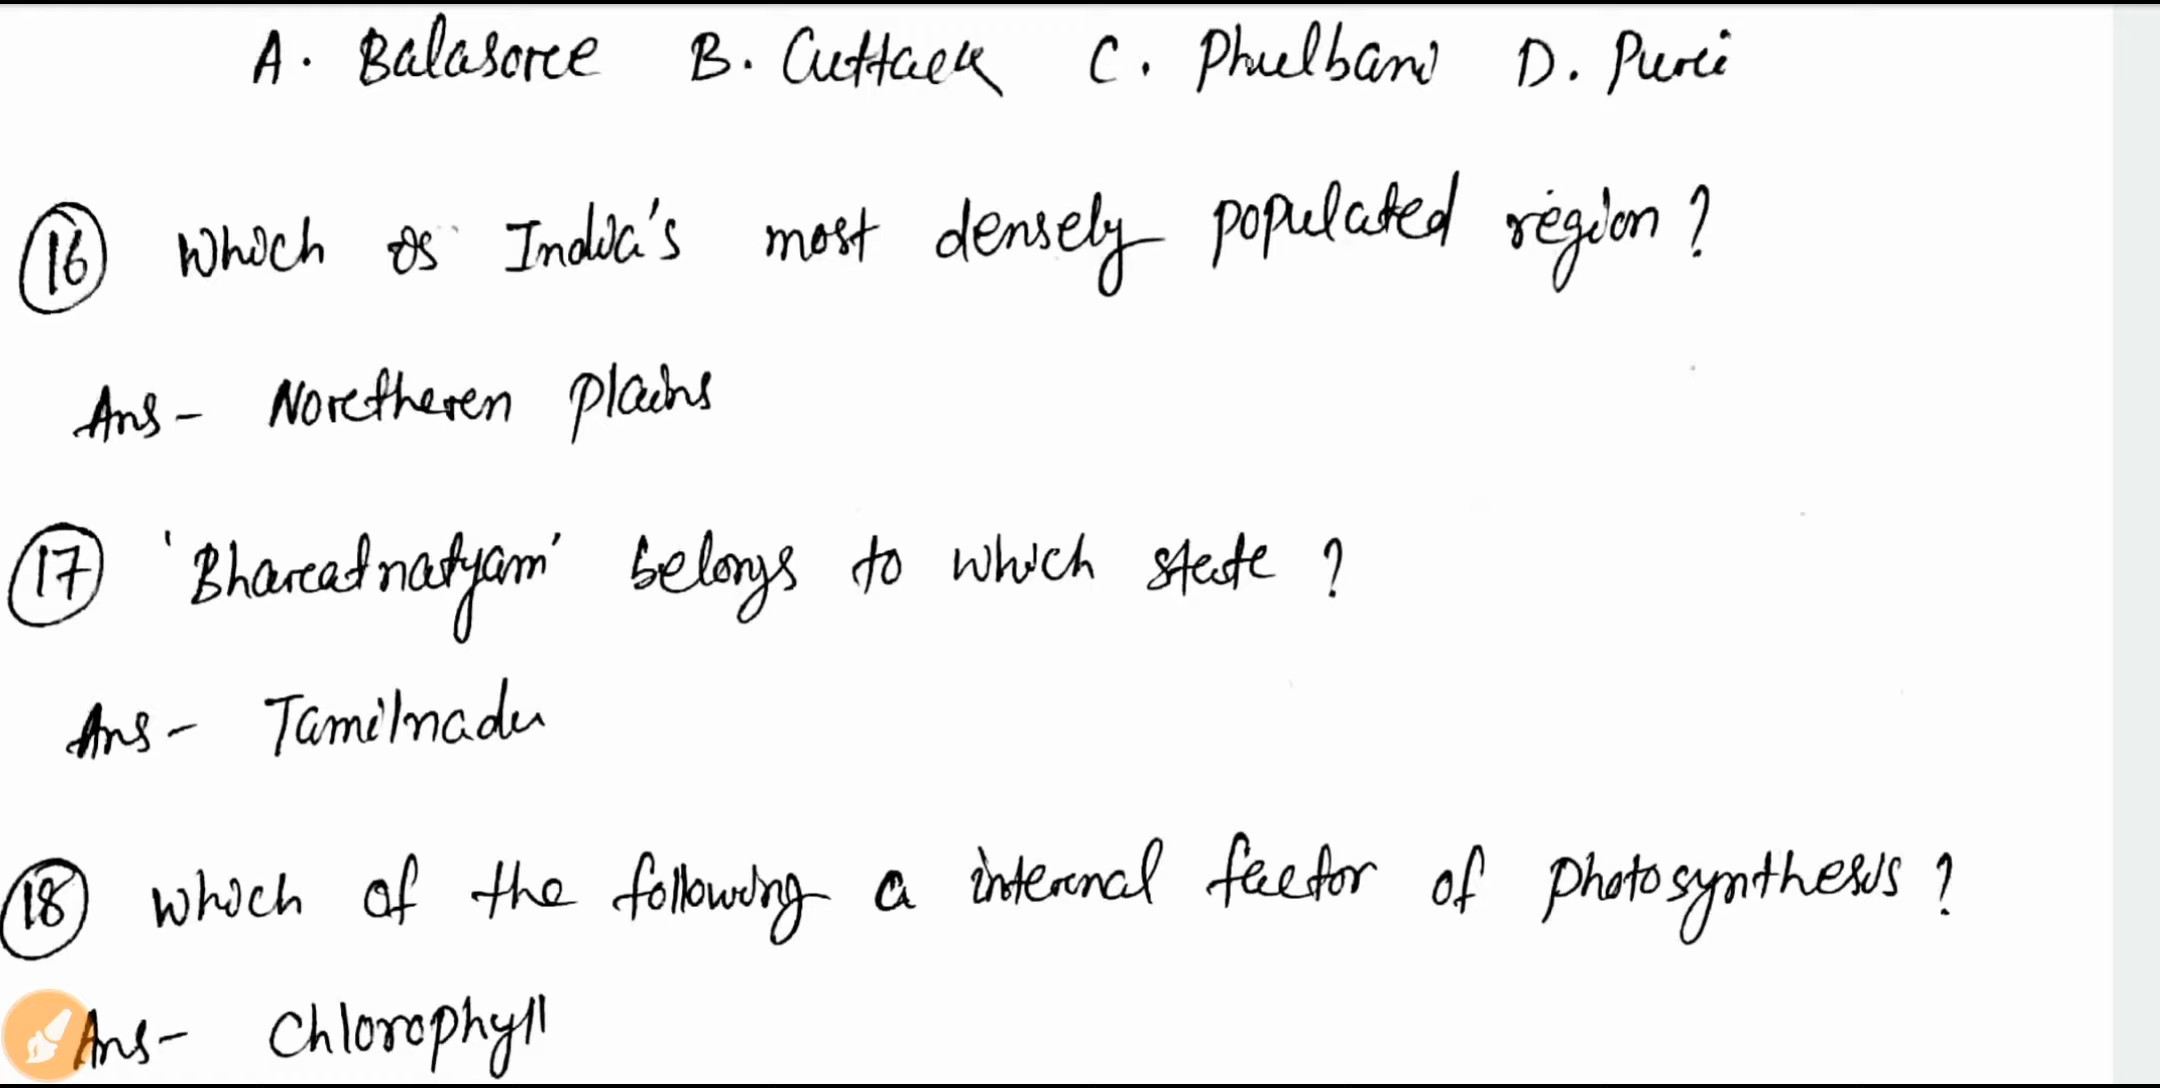 A. Balasore B. Cuttack C. Phulbani D. Puri
16 Which is India's most densely populated region?
Ans- Northern plains
17 'Bharatnatyam' belongs to which state?
Ans- Tamilnadu
18 Which of the following a internal factor of photosynthesis?
Ans- Chlorophyll